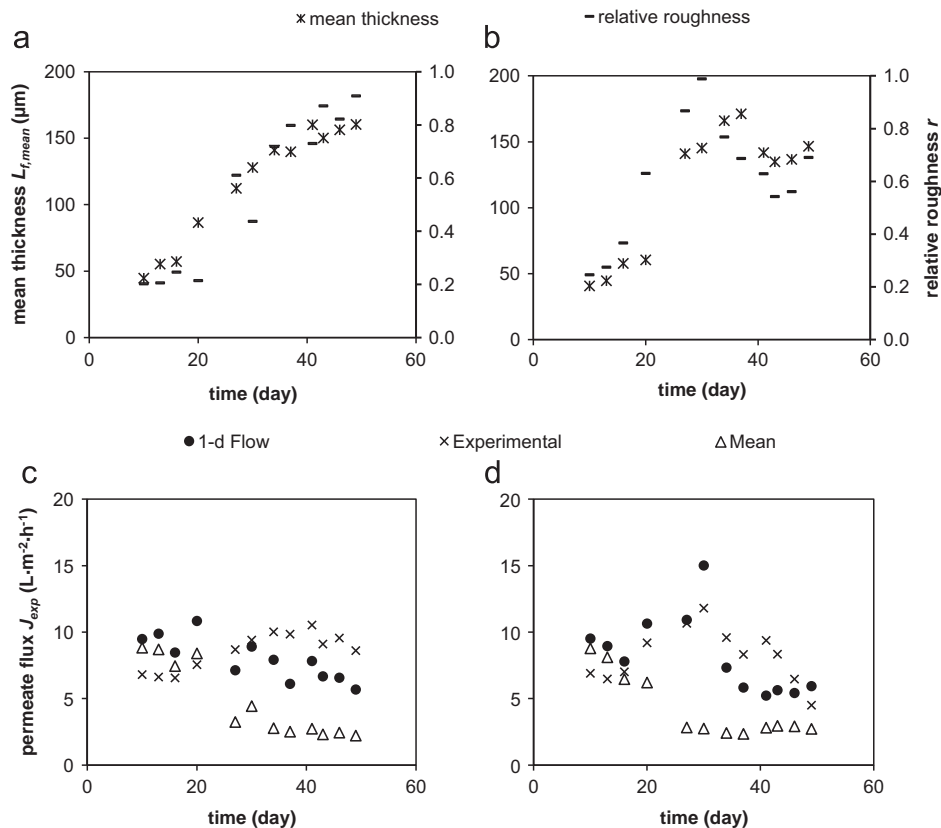 mean thickness
relative roughness
a
b
mean thickness Lf,mean (μm)
200
150
100
50
0
1.0
0.8
0.6
0.4
0.2
0.0
0 20 40 60
time (day)
200
150
100
50
0
1.0
0.8
0.6
0.4
0.2
0.0
relative roughness r
0 20 40 60
time (day)
1-d Flow
Experimental
Mean
c
d
permeate flux Jexp (L·m-2·h-1)
20
15
10
5
0
0 20 40 60
time (day)
20
15
10
5
0
0 20 40 60
time (day)